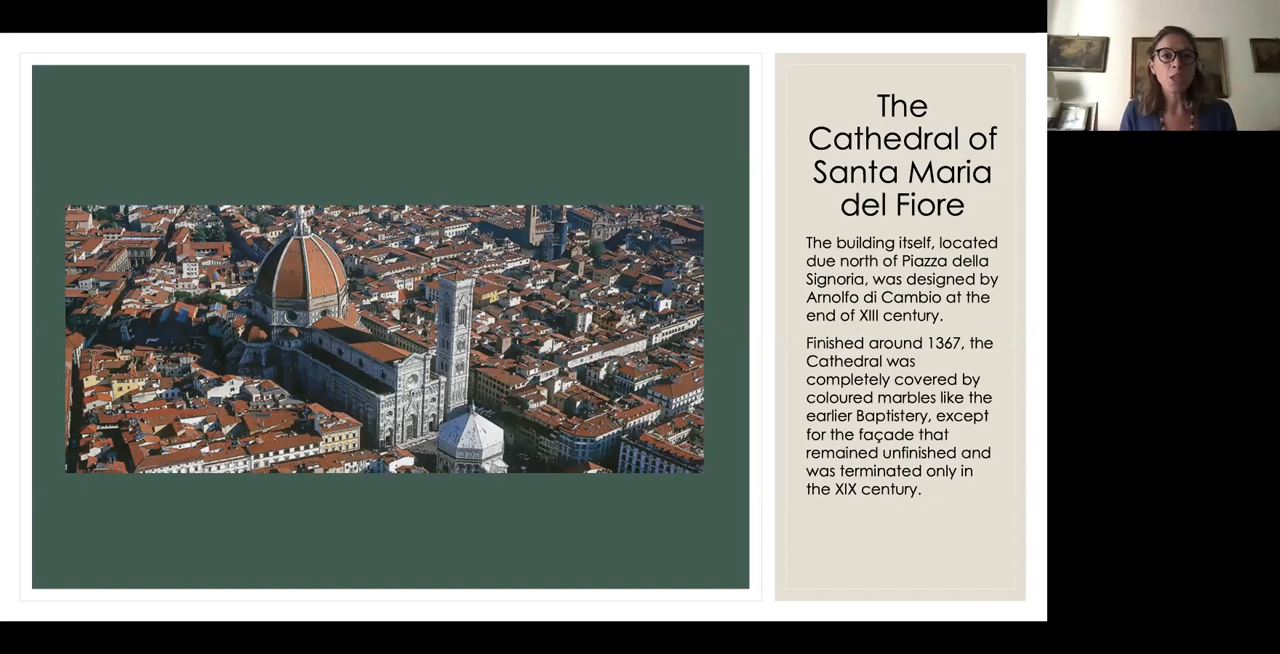 The
Cathedral of
Santa Maria
del Fiore
The building itself, located
due north of Piazza della
Signoria, was designed by
Arnolfo di Cambio at the
end of XIII century.
Finished around 1367, the
Cathedral was
completely covered by
coloured marbles like the
earlier Baptistery, except
for the façade that
remained unfinished and
was terminated only in
the XIX century.